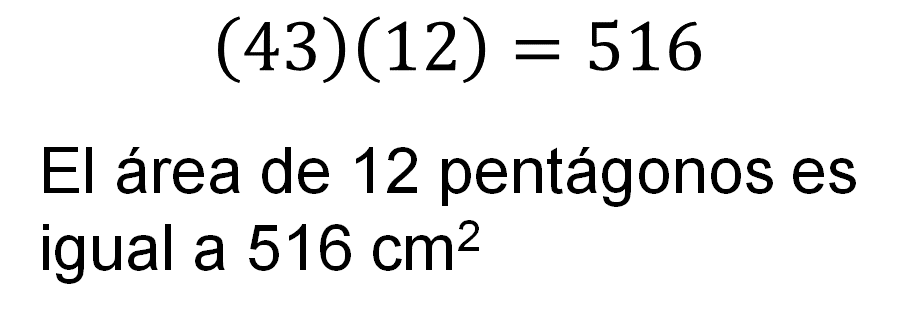 (43)(12) = 516
El área de 12 pentágonos es
igual a 516 cm²